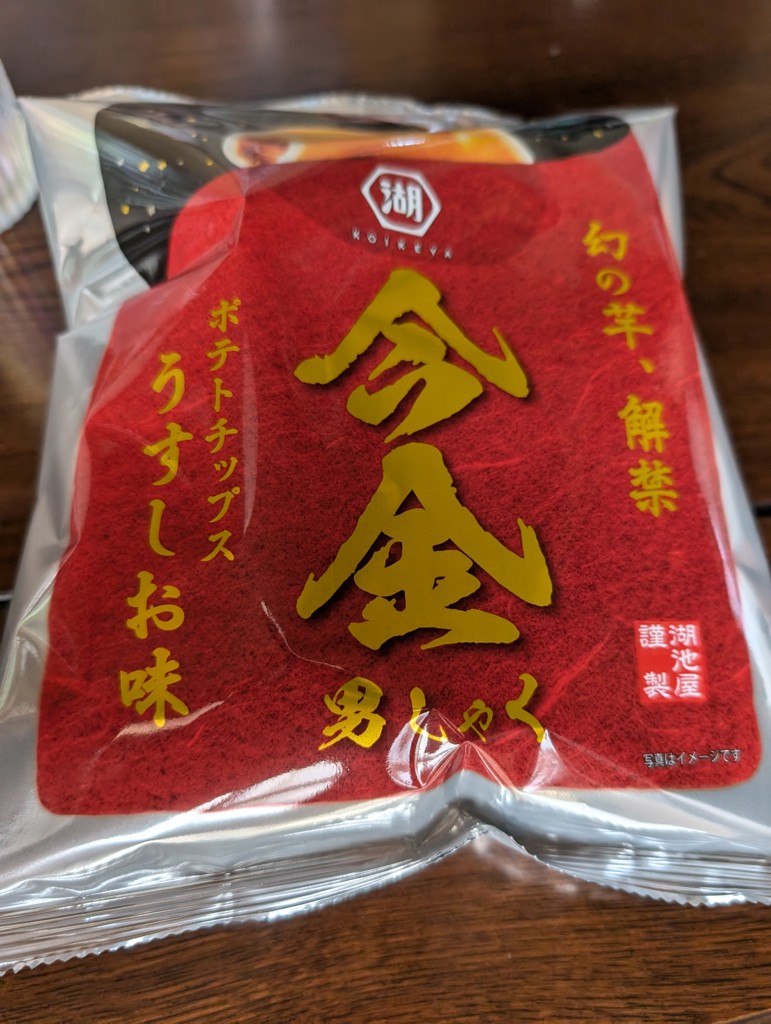 湖
KOIKEYA
幻の芋、解禁
今金
男しゃく
ポテトチップス
うすしお味
湖池屋
謹製
写真はイメージです